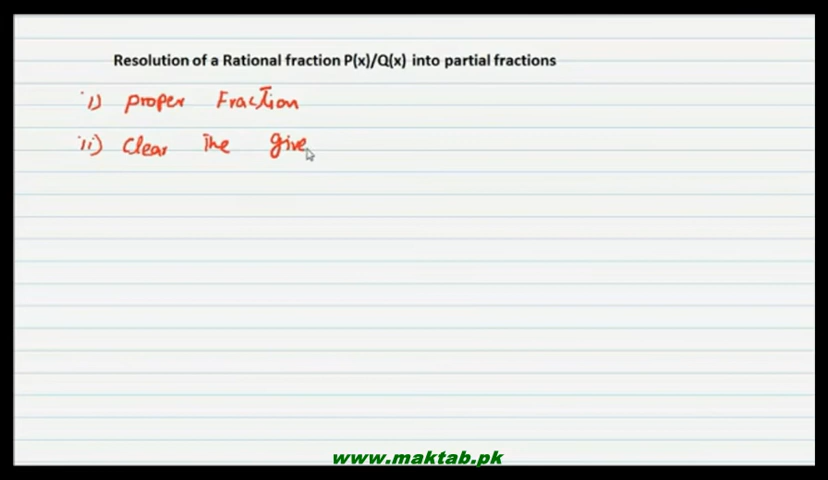 Resolution of a Rational fraction P(x)/Q(x) into partial fractions
i) Proper Fraction
ii) Clear The give
www.maktab.pk